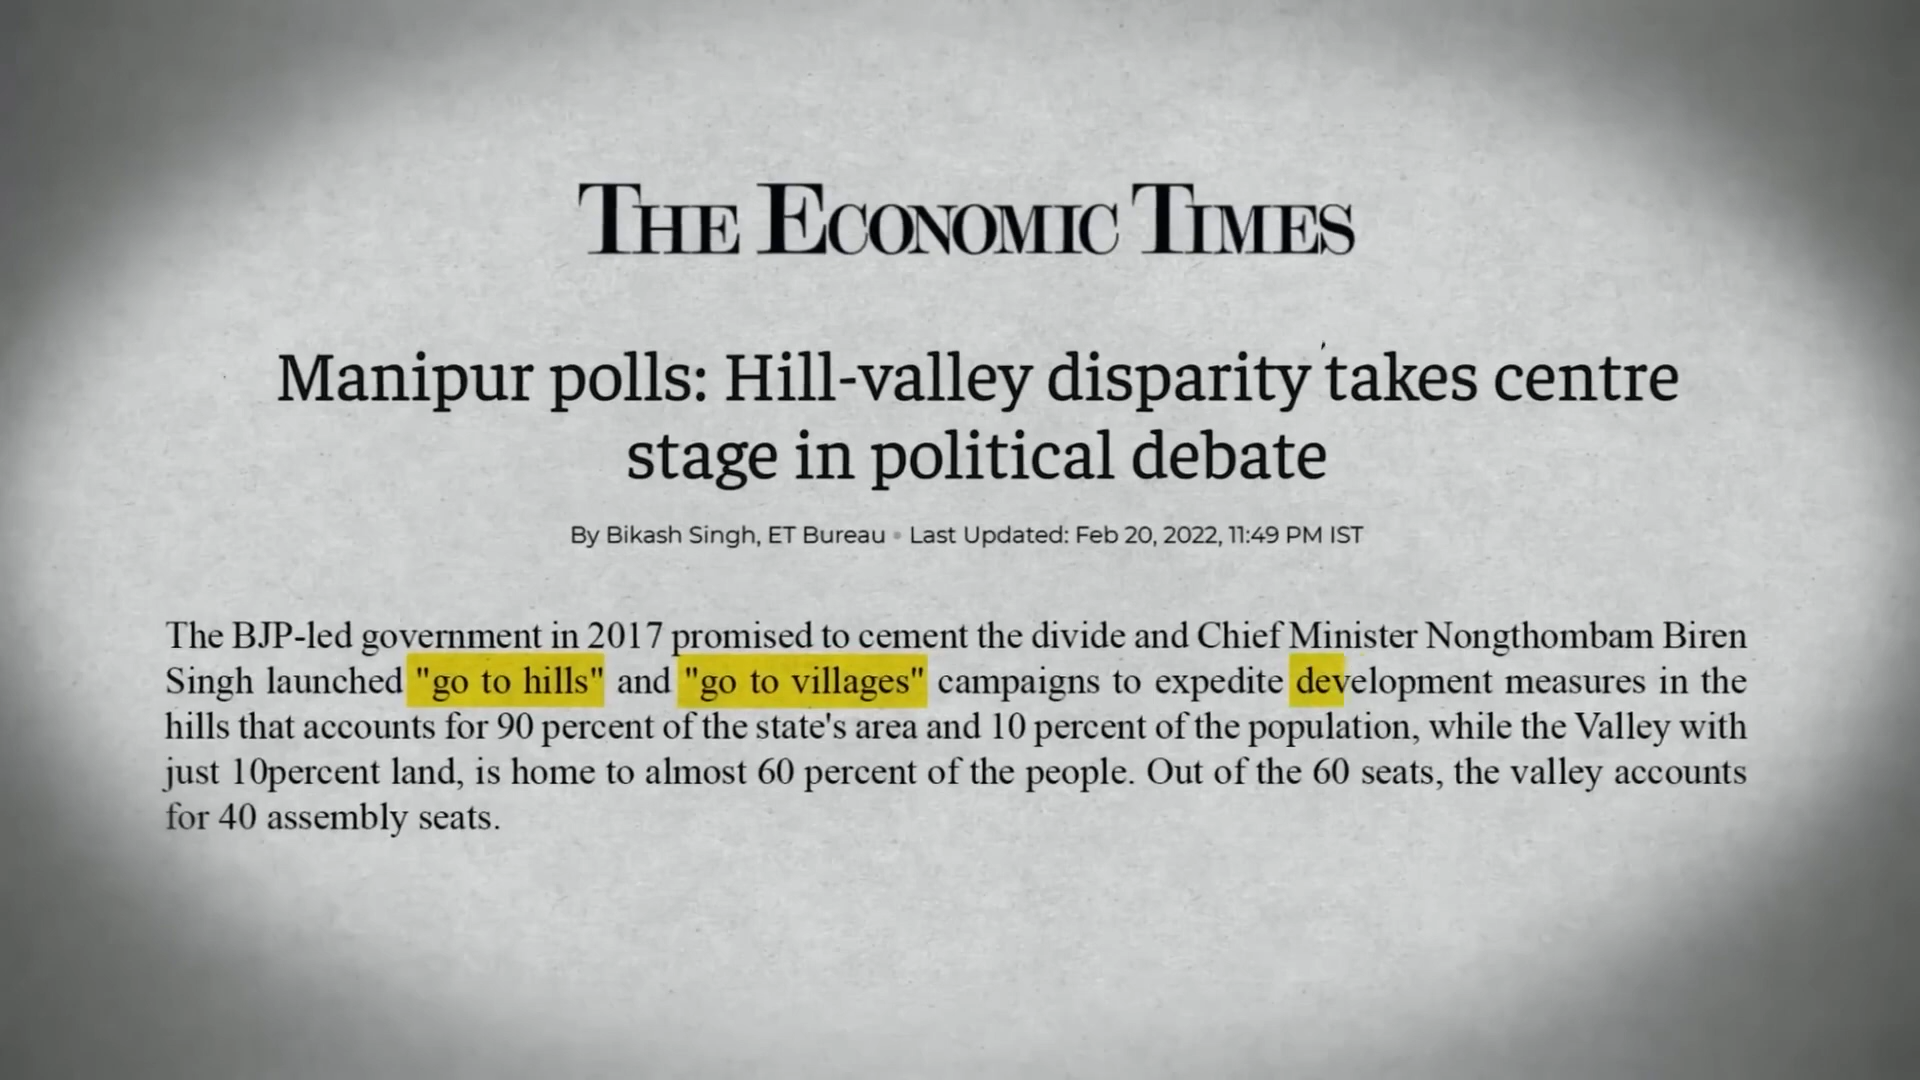 THE ECONOMIC TIMES
Manipur polls: Hill-valley disparity takes centre
stage in political debate
By Bikash Singh, ET Bureau • Last Updated: Feb 20, 2022, 11:49 PM IST
The BJP-led government in 2017 promised to cement the divide and Chief Minister Nongthombam Biren
Singh launched "go to hills" and "go to villages" campaigns to expedite development measures in the
hills that accounts for 90 percent of the state's area and 10 percent of the population, while the Valley with
just 10percent land, is home to almost 60 percent of the people. Out of the 60 seats, the valley accounts
for 40 assembly seats.